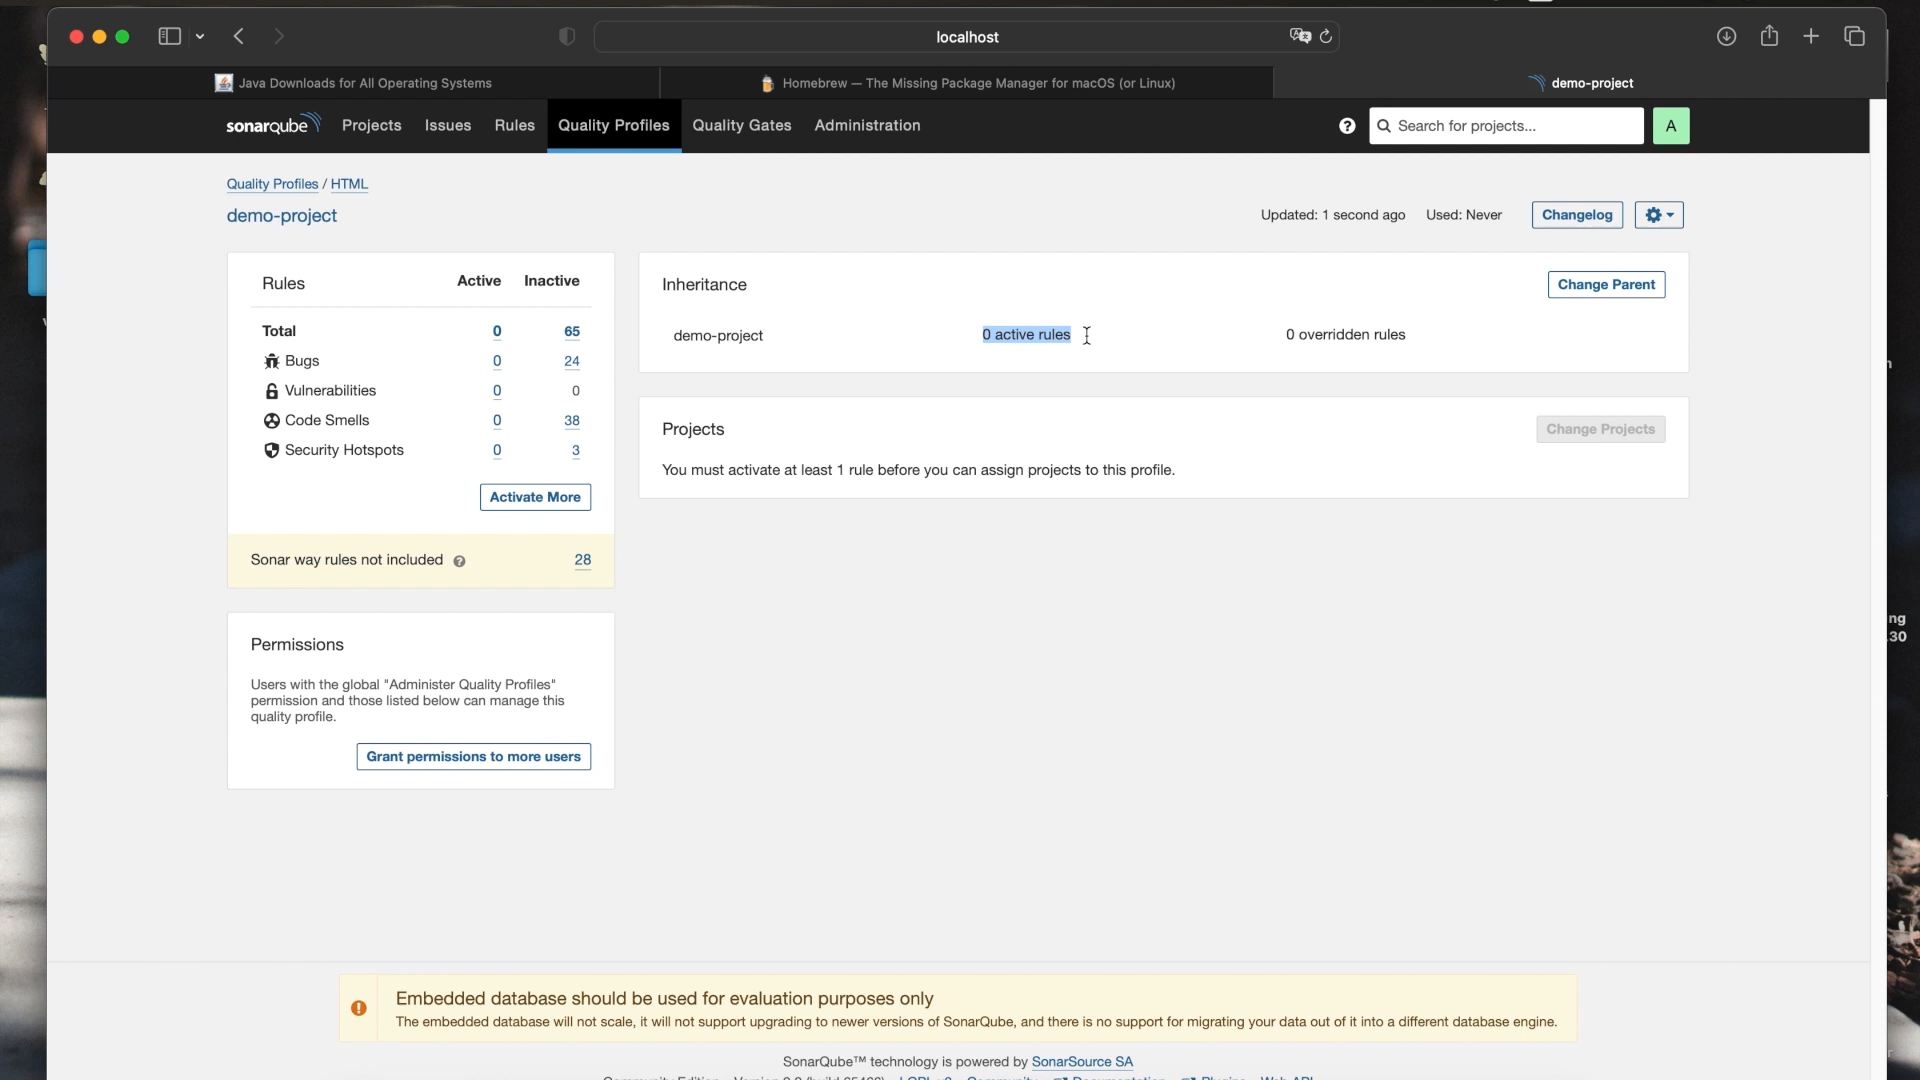 localhost
Java Downloads for All Operating Systems
Homebrew — The Missing Package Manager for macOS (or Linux)
demo-project
sonarqube
Projects
Issues
Rules
Quality Profiles
Quality Gates
Administration
Search for projects...
A
Quality Profiles / HTML
demo-project
Updated: 1 second ago
Used: Never
Changelog
Rules Active Inactive
Total 0 65
Bugs 0 24
Vulnerabilities 0 0
Code Smells 0 38
Security Hotspots 0 3
Activate More
Sonar way rules not included 28
Permissions
Users with the global "Administer Quality Profiles"
permission and those listed below can manage this
quality profile.
Grant permissions to more users
Inheritance
Change Parent
demo-project 0 active rules 0 overridden rules
Projects
Change Projects
You must activate at least 1 rule before you can assign projects to this profile.
ng
.30
Embedded database should be used for evaluation purposes only
The embedded database will not scale, it will not support upgrading to newer versions of SonarQube, and there is no support for migrating your data out of it into a different database engine.
SonarQube™ technology is powered by SonarSource SA